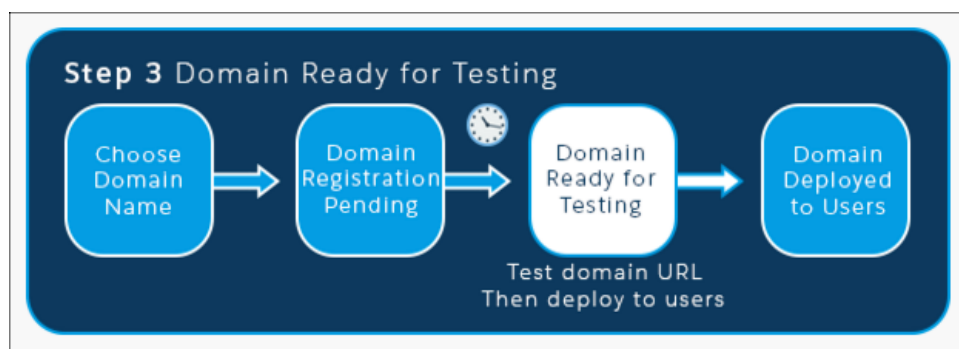 Step 3 Domain Ready for Testing
Choose
Domain
Name
Domain
Registration
Pending
Domain
Ready for
Testing
Domain
Deployed
to Users
Test domain URL
Then deploy to users